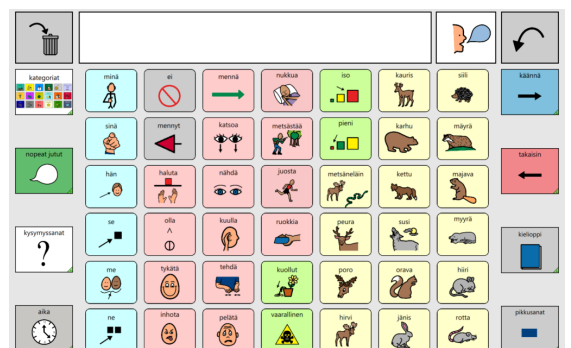 kategoriat
minä
ei
mennä
nukkua
iso
kauris
siili
käännä
nopeat jutut
sinä
mennyt
katsoa
metsästää
pieni
karhu
mäyrä
takaisin
hän
haluta
nähdä
juosta
metsäneläin
kettu
majava
kysymyssanat
se
olla
kuulla
ruokkia
peura
susi
myyrä
kielioppi
me
tykätä
tehdä
kuollut
poro
orava
hiiri
aika
ne
inhota
pelätä
vaarallinen
hirvi
jänis
rotta
pikkusanat